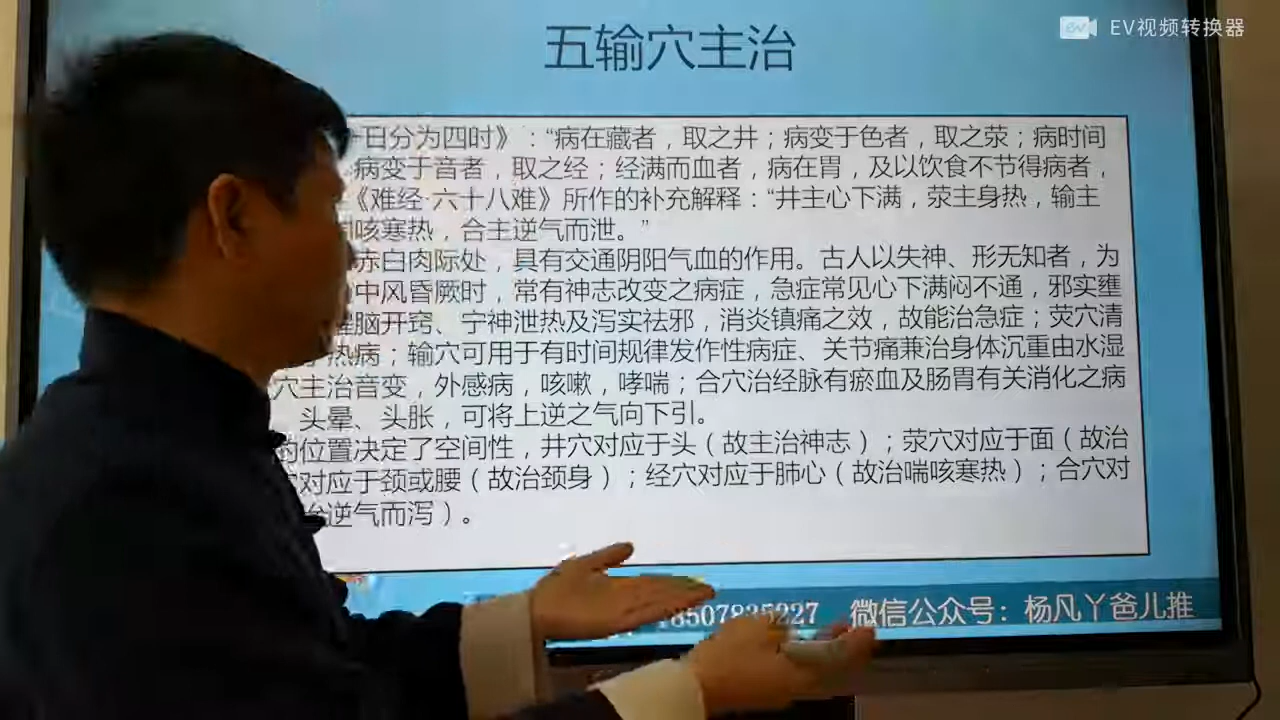 EV视频转换器
五输穴主治
日分为四时》：“病在藏者，取之井；病变于色者，取之荥；病时间
病变于音者，取之经；经满而血者，病在胃，及以饮食不节得病者，
《难经·六十八难》所作的补充解释：“井主心下满，荥主身热，输主
咳寒热，合主逆气而泄。”
赤白肉际处，具有交通阴阳气血的作用。古人以失神、形无知者，为
中风昏厥时，常有神志改变之病症，急症常见心下满闷不通，邪实壅
醒脑开窍、宁神泄热及泻实祛邪，消炎镇痛之效，故能治急症；荥穴清
热病；输穴可用于有时间规律发作性病症、关节痛兼治身体沉重由水湿
穴主治音变，外感病，咳嗽，哮喘；合穴治经脉有瘀血及肠胃有关消化之病
头晕、头胀，可将上逆之气向下引。
的位置决定了空间性，井穴对应于头（故主治神志）；荥穴对应于面（故治
穴对应于颈或腰（故治颈身）；经穴对应于肺心（故治喘咳寒热）；合穴对
逆气而泻）。
18507835227 微信公众号：杨凡丫爸儿推